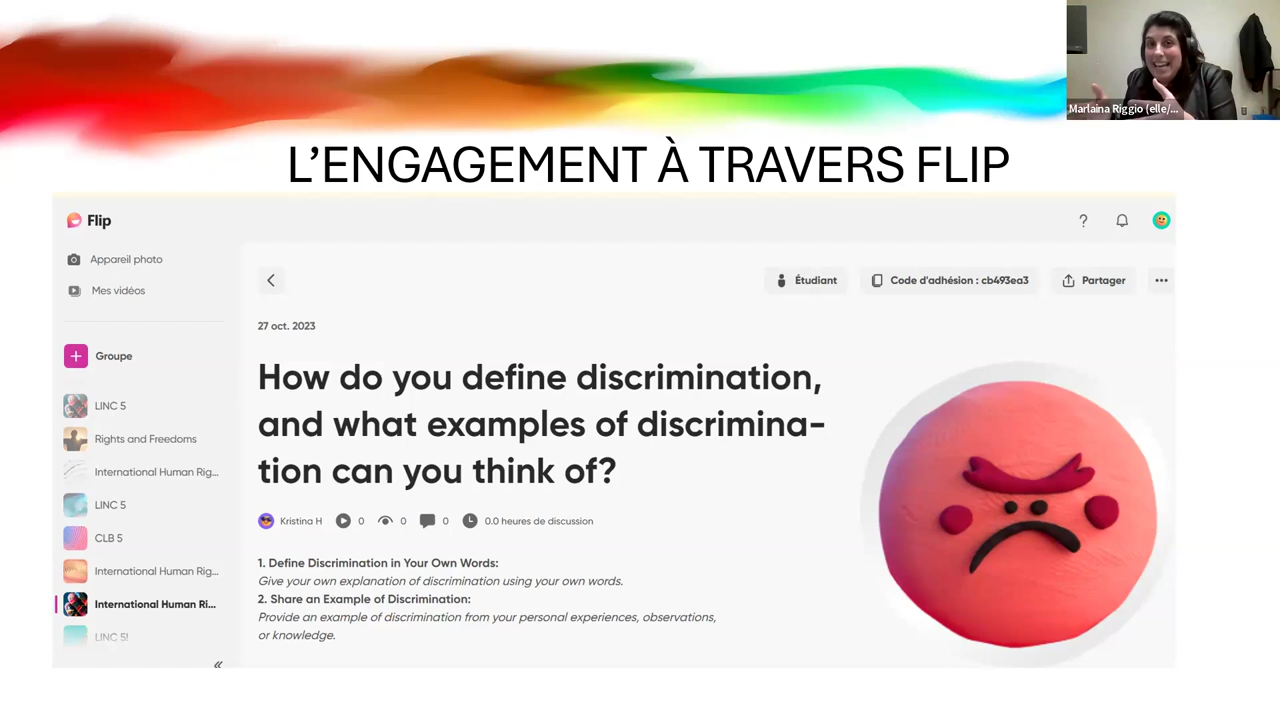 Marlaina Riggio (elle/...
L'ENGAGEMENT À TRAVERS FLIP
Flip
?
Appareil photo
Mes vidéos
Groupe
LINC 5
Rights and Freedoms
International Human Rig...
LINC 5
CLB 5
International Human Rig...
International Human Ri...
LINC 5!
Étudiant
Code d'adhésion : cb493ea3
Partager
27 oct. 2023
How do you define discrimination,
and what examples of discrimina-
tion can you think of?
Kristina H 0 0 0 0.0 heures de discussion
1. Define Discrimination in Your Own Words:
Give your own explanation of discrimination using your own words.
2. Share an Example of Discrimination:
Provide an example of discrimination from your personal experiences, observations,
or knowledge.